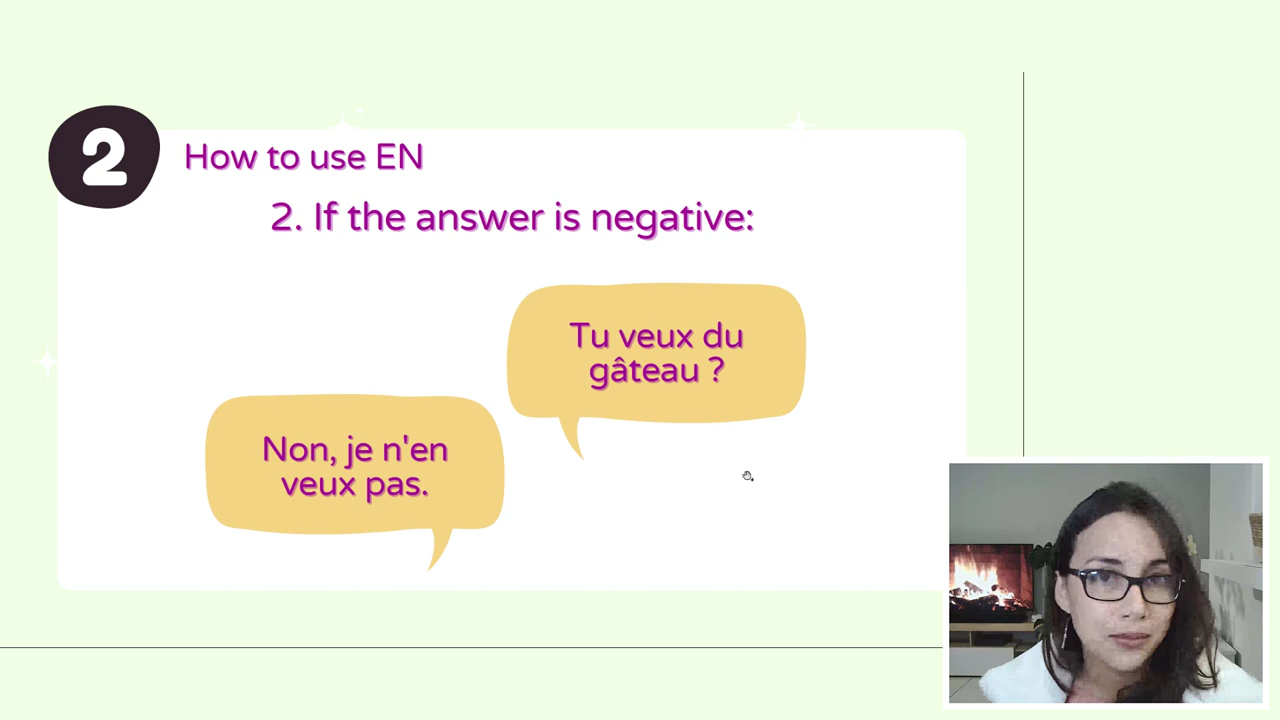 2
How to use EN
2. If the answer is negative:
Tu veux du
gâteau ?
Non, je n'en
veux pas.